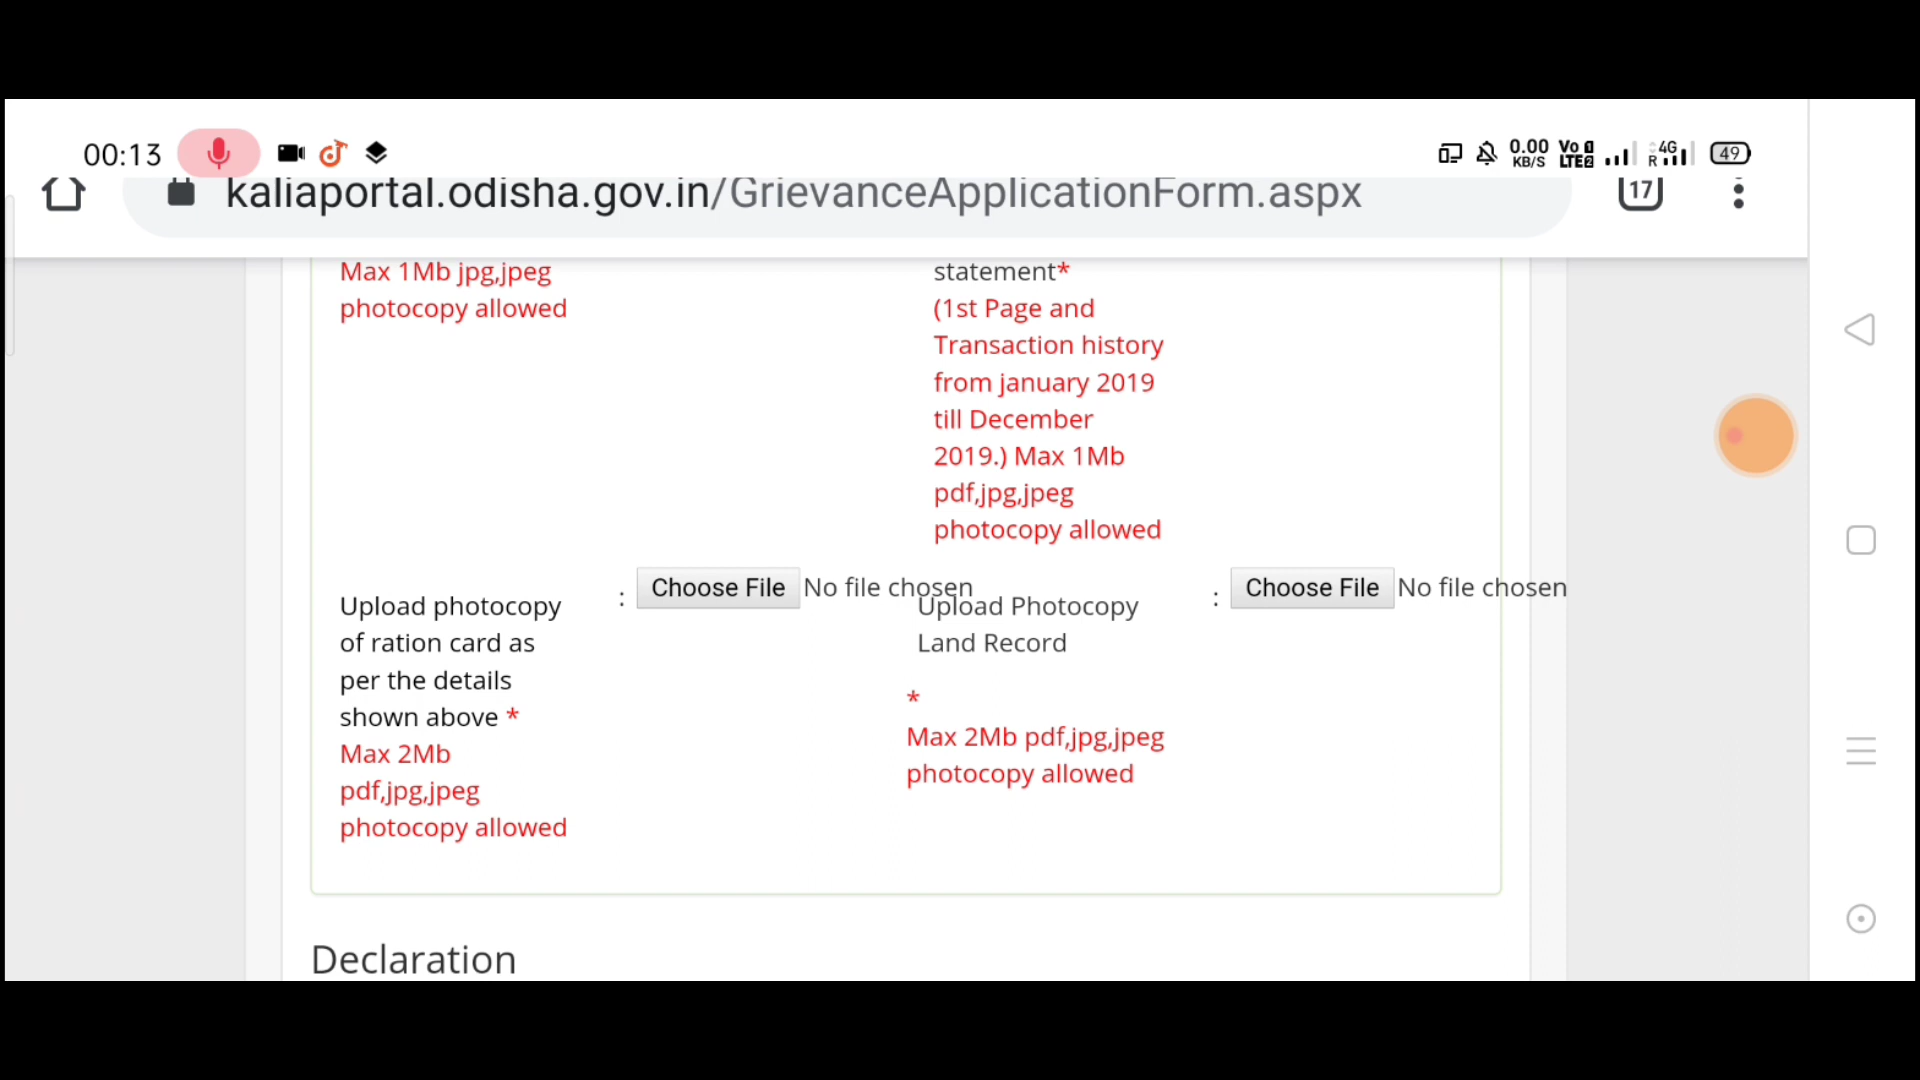 00:13
0.00 KB/S
Vo LTE2
4G
R
49
kaliaportal.odisha.gov.in/GrievanceApplicationForm.aspx
17
Max 1Mb jpg,jpeg
photocopy allowed
statement*
(1st Page and
Transaction history
from january 2019
till December
2019.) Max 1Mb
pdf,jpg,jpeg
photocopy allowed
Upload photocopy
of ration card as
per the details
shown above *
Max 2Mb
pdf,jpg,jpeg
photocopy allowed
: Choose File No file chosen
Upload Photocopy
Land Record
*
Max 2Mb pdf,jpg,jpeg
photocopy allowed
: Choose File No file chosen
Declaration